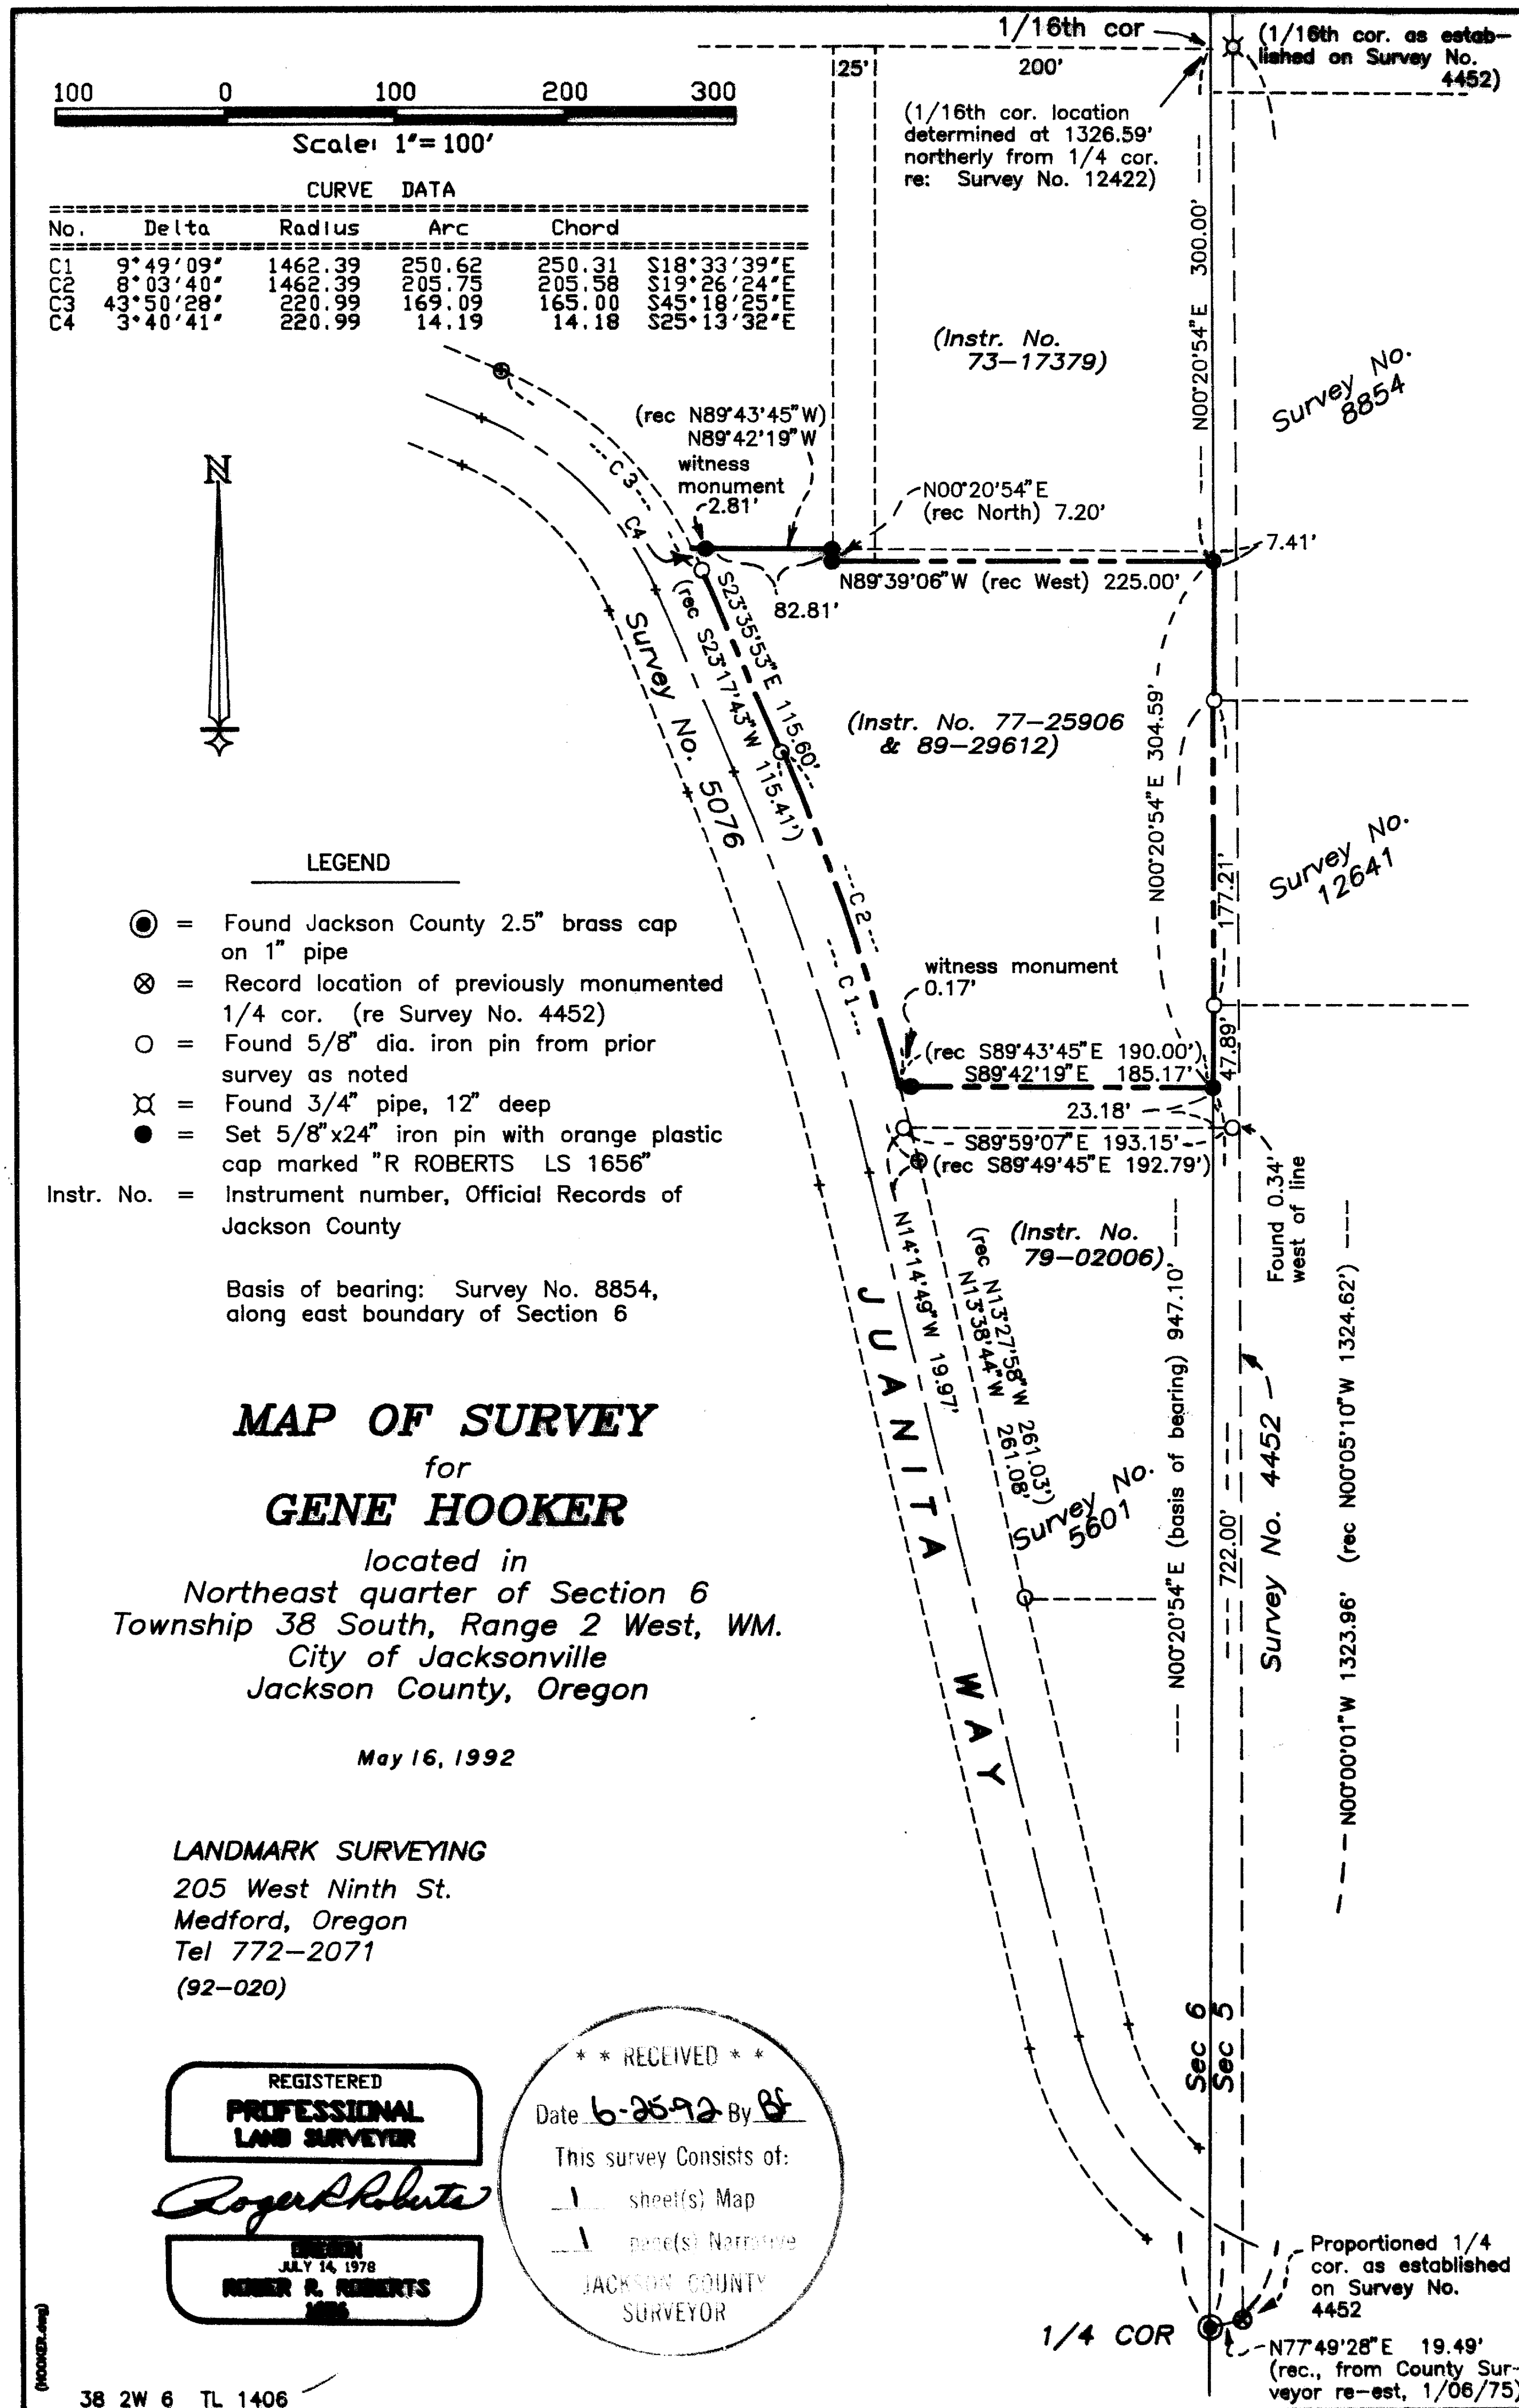 1/16th cor
(1/16th cor. as estab-
lished on Survey No.
4452)
25'
200'
100 0 100 200 300
Scale: 1"= 100'
(1/16th cor. location
determined at 1326.59'
northerly from 1/4 cor.
re: Survey No. 12422)
CURVE DATA
No. Delta Radius Arc Chord
C1 9°49'09" 1462.39 250.62 250.31 S18°33'39"E
C2 8°03'40" 1462.39 205.75 205.58 S19°26'24"E
C3 43°50'28" 220.99 169.09 165.00 S45°18'25"E
C4 3°40'41" 220.99 14.19 14.18 S25°13'32"E
N00°20'54"E 300.00'
(Instr. No.
73-17379)
Survey No.
8854
(rec N89°43'45"W)
N89°42'19"W
witness
monument
2.81'
C 3
C4
N
N00°20'54"E
(rec North) 7.20'
7.41'
N89°39'06"W (rec West) 225.00'
82.81'
S23°35'53"E 115.60'
(rec S23°17'43"W 115.41')
Survey No. 5076
(Instr. No. 77-25906
& 89-29612)
N00°20'54"E 304.59'
177.21'
Survey No.
12641
C 2
C 1
witness monument
0.17'
(rec S89°43'45"E 190.00')
S89°42'19"E 185.17'
47.89'
23.18'
S89°59'07"E 193.15'
(rec S89°49'45"E 192.79')
Found 0.34'
west of line
LEGEND
= Found Jackson County 2.5" brass cap
on 1" pipe
= Record location of previously monumented
1/4 cor. (re Survey No. 4452)
= Found 5/8" dia. iron pin from prior
survey as noted
= Found 3/4" pipe, 12" deep
= Set 5/8"x24" iron pin with orange plastic
cap marked "R ROBERTS LS 1656"
Instr. No. = Instrument number, Official Records of
Jackson County
Basis of bearing: Survey No. 8854,
along east boundary of Section 6
(Instr. No.
79-02006)
N14°14'49"W 19.97'
(rec N13°27'58"W 261.03')
N13°38'44"W 261.08'
JUANITA WAY
Survey No.
5601
N00°20'54"E (basis of bearing) 947.10'
722.00'
Survey No. 4452
N00°00'01"W 1323.96' (rec N00°05'10"W 1324.62')
MAP OF SURVEY
for
GENE HOOKER
located in
Northeast quarter of Section 6
Township 38 South, Range 2 West, WM.
City of Jacksonville
Jackson County, Oregon
May 16, 1992
LANDMARK SURVEYING
205 West Ninth St.
Medford, Oregon
Tel 772-2071
(92-020)
Sec 6
Sec 5
REGISTERED
PROFESSIONAL
LAND SURVEYOR
Roger R Roberts
OREGON
JULY 14, 1978
ROGER R. ROBERTS
1656
* * RECEIVED * *
Date 6-25-92 By BF
This survey Consists of:
1 sheet(s) Map
1 page(s) Narrative
JACKSON COUNTY
SURVEYOR
Proportioned 1/4
cor. as established
on Survey No.
4452
1/4 COR
N77°49'28"E 19.49'
(rec., from County Sur-
veyor re-est, 1/06/75)
(HOOKER.dwg)
38 2W 6 TL 1406